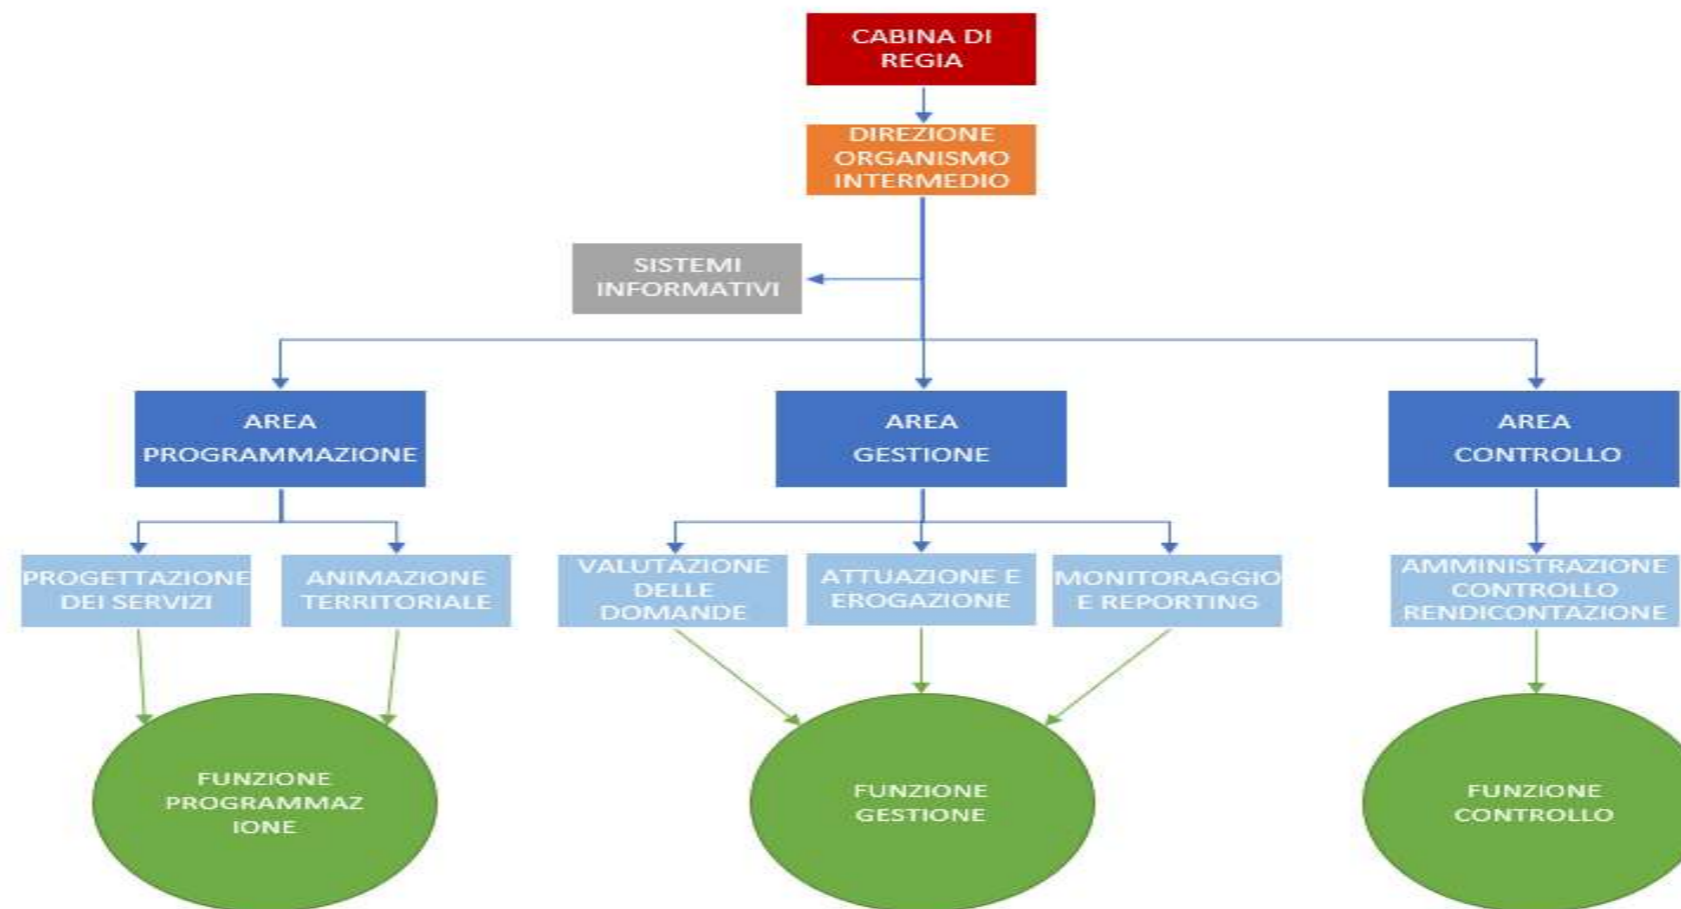 CABINA DI
REGIA
DIREZIONE
ORGANISMO
INTERMEDIO
SISTEMI
INFORMATIVI
AREA
PROGRAMMAZIONE
AREA
GESTIONE
AREA
CONTROLLO
PROGETTAZIONE
DEI SERVIZI
ANIMAZIONE
TERRITORIALE
VALUTAZIONE
DELLE
DOMANDE
ATTUAZIONE E
EROGAZIONE
MONITORAGGIO
E REPORTING
AMMINISTRAZIONE
CONTROLLO
RENDICONTAZIONE
FUNZIONE
PROGRAMMAZ
IONE
FUNZIONE
GESTIONE
FUNZIONE
CONTROLLO